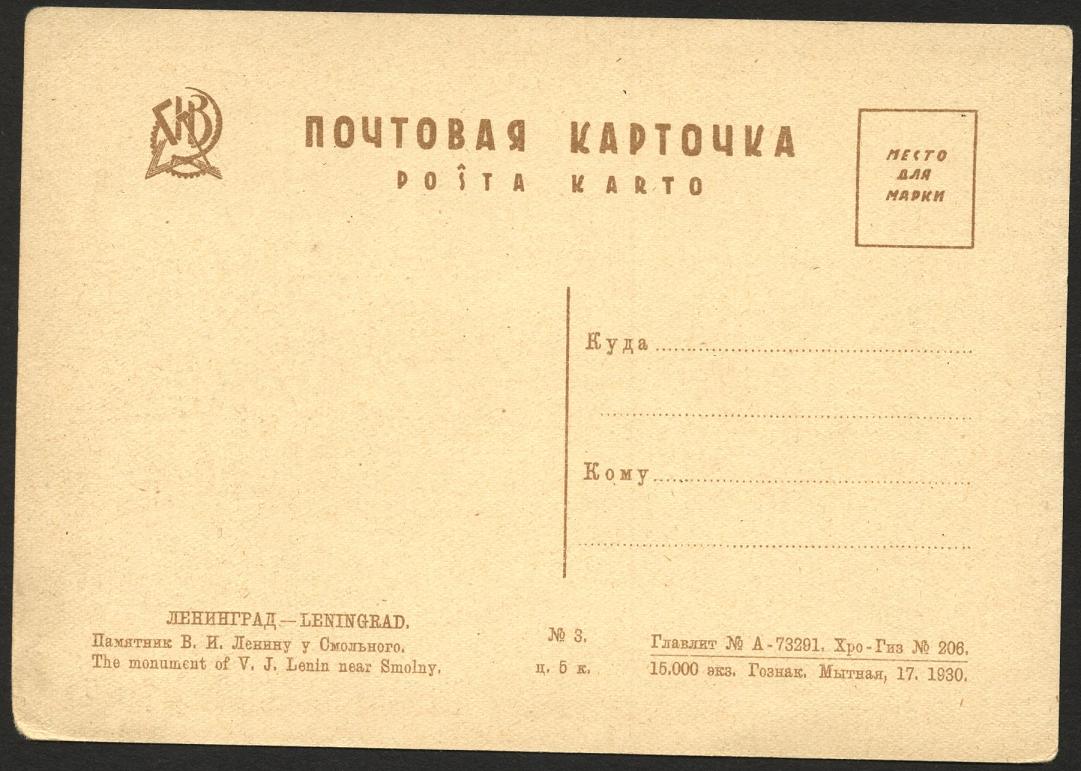 ПОЧТОВАЯ КАРТОЧКА
POŜTA KARTO
МЕСТО
ДЛЯ
МАРКИ
Куда
Кому
ЛЕНИНГРАД — LENINGRAD.
Памятник В. И. Ленину у Смольного.
The monument of V. J. Lenin near Smolny.
№ 3.
ц. 5 к.
Главлит № А-73291. Хро-Гиз № 206.
15.000 экз. Гознак. Мытная, 17. 1930.